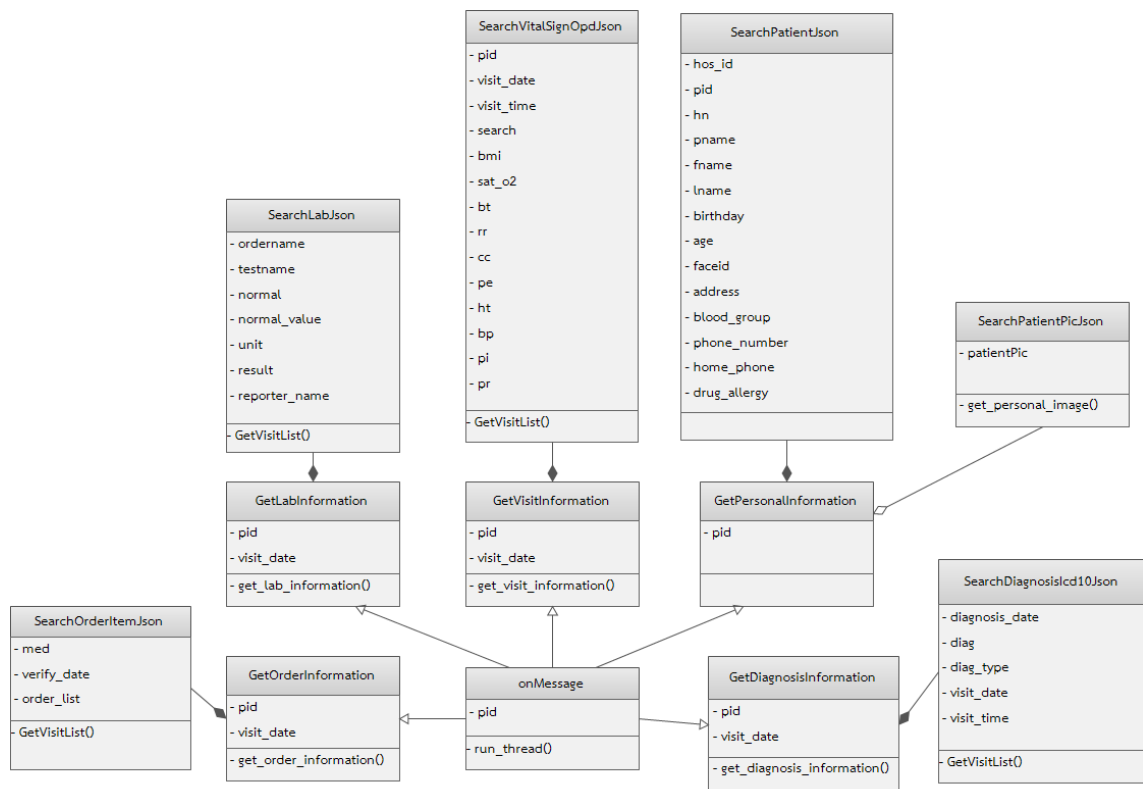 SearchVitalSignOpdJson
- pid
- visit_date
- visit_time
- search
- bmi
- sat_o2
- bt
- rr
- cc
- pe
- ht
- bp
- pi
- pr
- GetVisitList()
SearchPatientJson
- hos_id
- pid
- hn
- pname
- fname
- lname
- birthday
- age
- faceid
- address
- blood_group
- phone_number
- home_phone
- drug_allergy
SearchLabJson
- ordername
- testname
- normal
- normal_value
- unit
- result
- reporter_name
- GetVisitList()
SearchPatientPicJson
- patientPic
- get_personal_image()
GetLabInformation
- pid
- visit_date
- get_lab_information()
GetVisitInformation
- pid
- visit_date
- get_visit_information()
GetPersonalInformation
- pid
SearchDiagnosisIcd10Json
- diagnosis_date
- diag
- diag_type
- visit_date
- visit_time
- GetVisitList()
SearchOrderItemJson
- med
- verify_date
- order_list
- GetVisitList()
GetOrderInformation
- pid
- visit_date
- get_order_information()
onMessage
- pid
- run_thread()
GetDiagnosisInformation
- pid
- visit_date
- get_diagnosis_information()